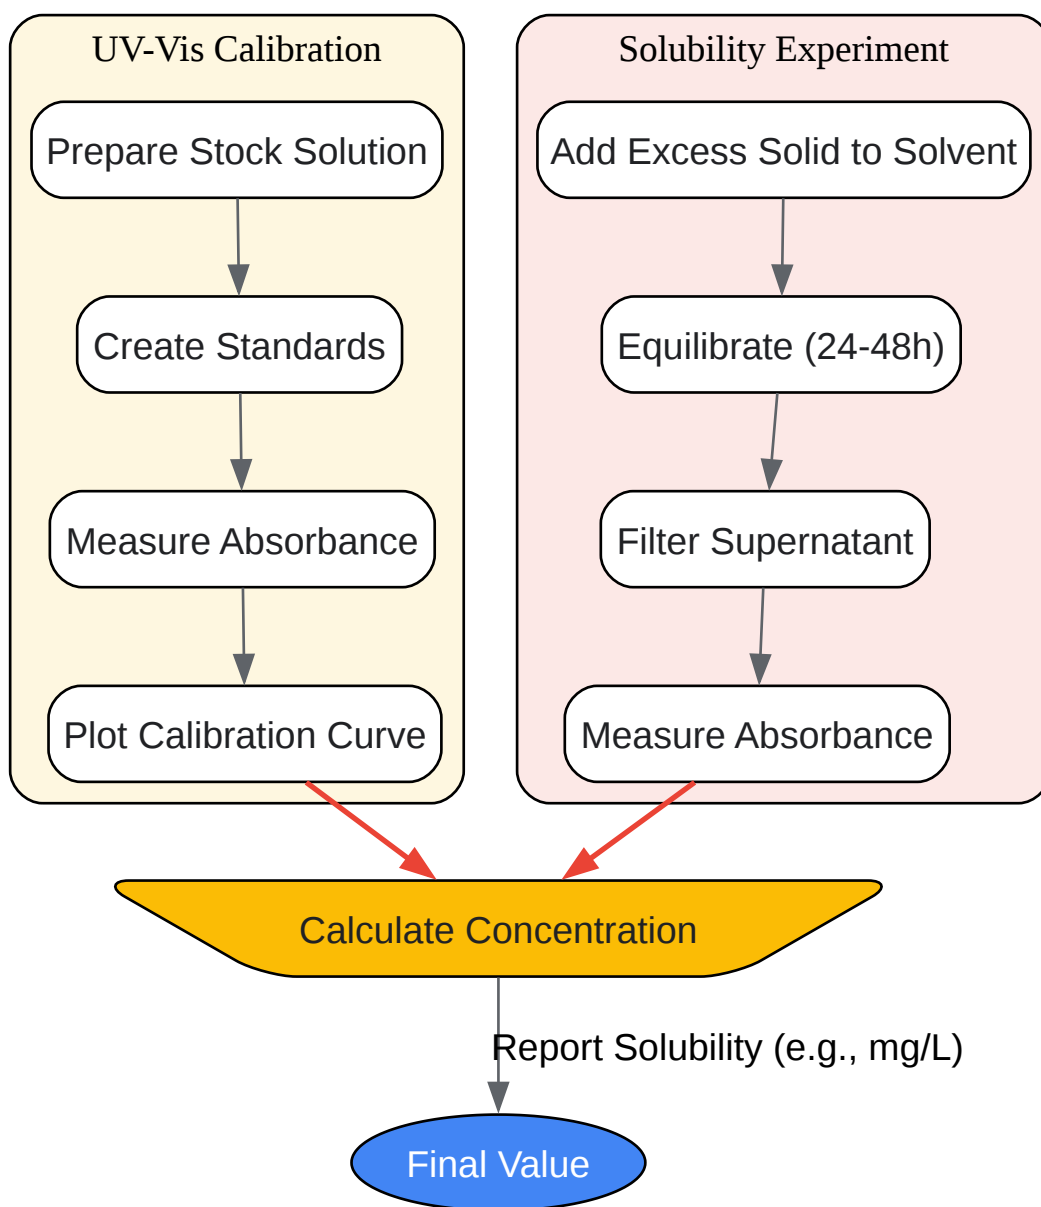 UV-Vis Calibration
Prepare Stock Solution
Create Standards
Measure Absorbance
Plot Calibration Curve
Solubility Experiment
Add Excess Solid to Solvent
Equilibrate (24-48h)
Filter Supernatant
Measure Absorbance
Calculate Concentration
Report Solubility (e.g., mg/L)
Final Value